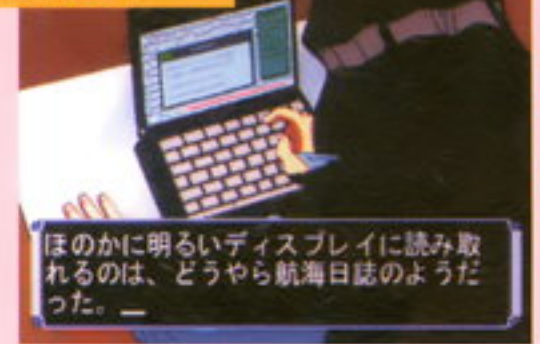 ほのかに明るいディスプレイに読み取
れるのは、どうやら航海日誌のようだ
った。